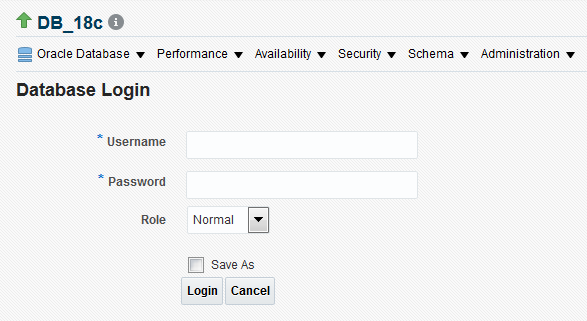 DB_18c
Oracle Database Performance Availability Security Schema Administration
Database Login
* Username
* Password
Role Normal
Save As
Login Cancel